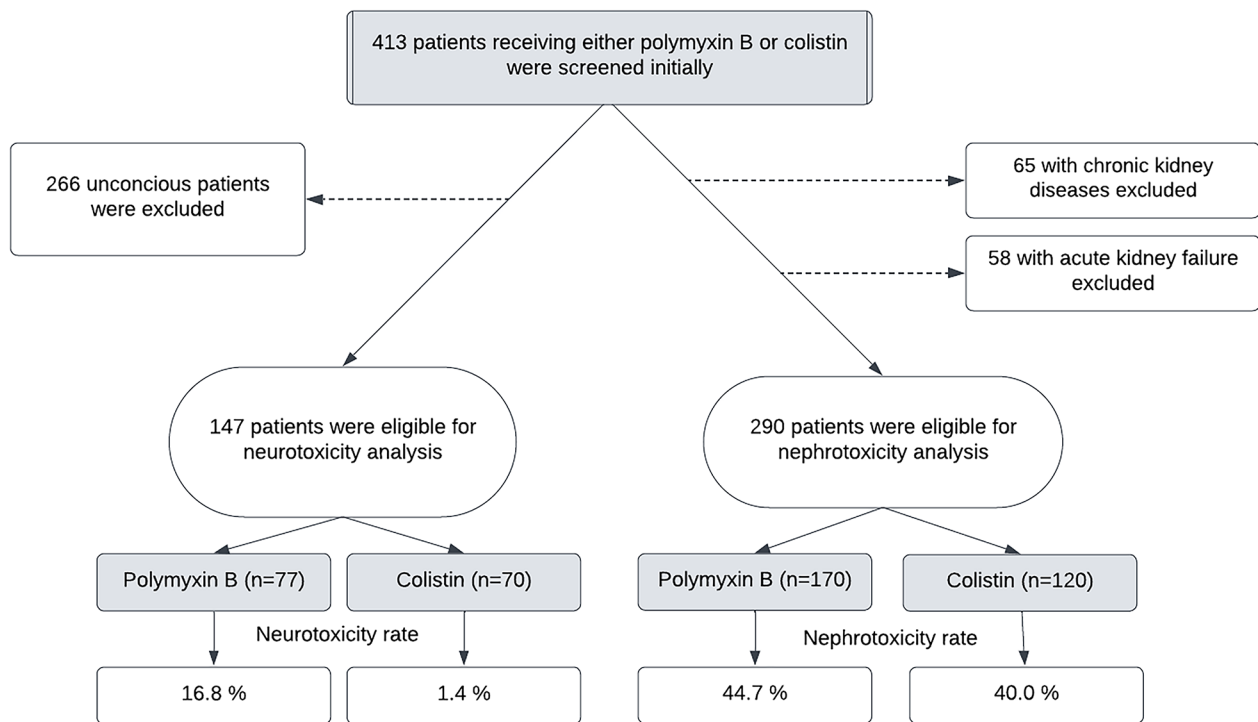 413 patients receiving either polymyxin B or colistin
were screened initially
266 unconcious patients
were excluded
65 with chronic kidney
diseases excluded
58 with acute kidney failure
excluded
147 patients were eligible for
neurotoxicity analysis
290 patients were eligible for
nephrotoxicity analysis
Polymyxin B (n=77)
Colistin (n=70)
Polymyxin B (n=170)
Colistin (n=120)
Neurotoxicity rate
Nephrotoxicity rate
16.8 %
1.4 %
44.7 %
40.0 %